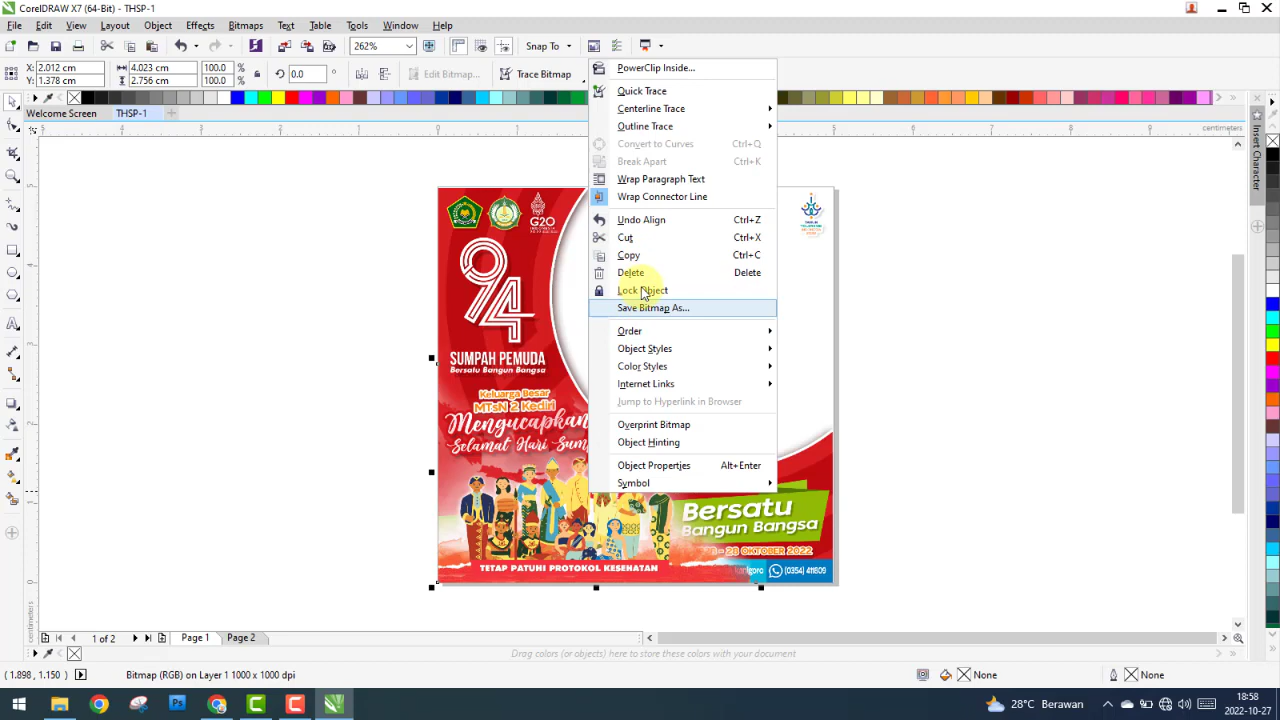 CorelDRAW X7 (64-Bit) - THSP-1
File Edit View Layout Object Effects Bitmaps Text Table Tools Window Help
262% Snap To
X: 2.012 cm 4.023 cm 100.0 % 0.0 ° Edit Bitmap... Trace Bitmap
Y: 1.378 cm 2.756 cm 100.0 %
Welcome Screen THSP-1
centimeters
PowerClip Inside...
Quick Trace
Centerline Trace
Outline Trace
Convert to Curves Ctrl+Q
Break Apart Ctrl+K
Wrap Paragraph Text
Wrap Connector Line
Undo Align Ctrl+Z
Cut Ctrl+X
Copy Ctrl+C
Delete Delete
Lock Object
Save Bitmap As...
Order
Object Styles
Color Styles
Internet Links
Jump to Hyperlink in Browser
Overprint Bitmap
Object Hinting
Object Properties Alt+Enter
Symbol
Insert Character
G20
94
SUMPAH PEMUDA
Bersatu Bangun Bangsa
Keluarga Besar
MTsN 2 Kediri
Mengucapkan
Selamat Hari Sum
Bersatu
Bangun Bangsa
28 OKTOBER 2022
TETAP PATUHI PROTOKOL KESEHATAN
(0354) 411809
1 of 2 Page 1 Page 2
Drag colors (or objects) here to store these colors with your document
(1.898, 1.150) Bitmap (RGB) on Layer 1 1000 x 1000 dpi None None
28°C Berawan
18:58
2022-10-27